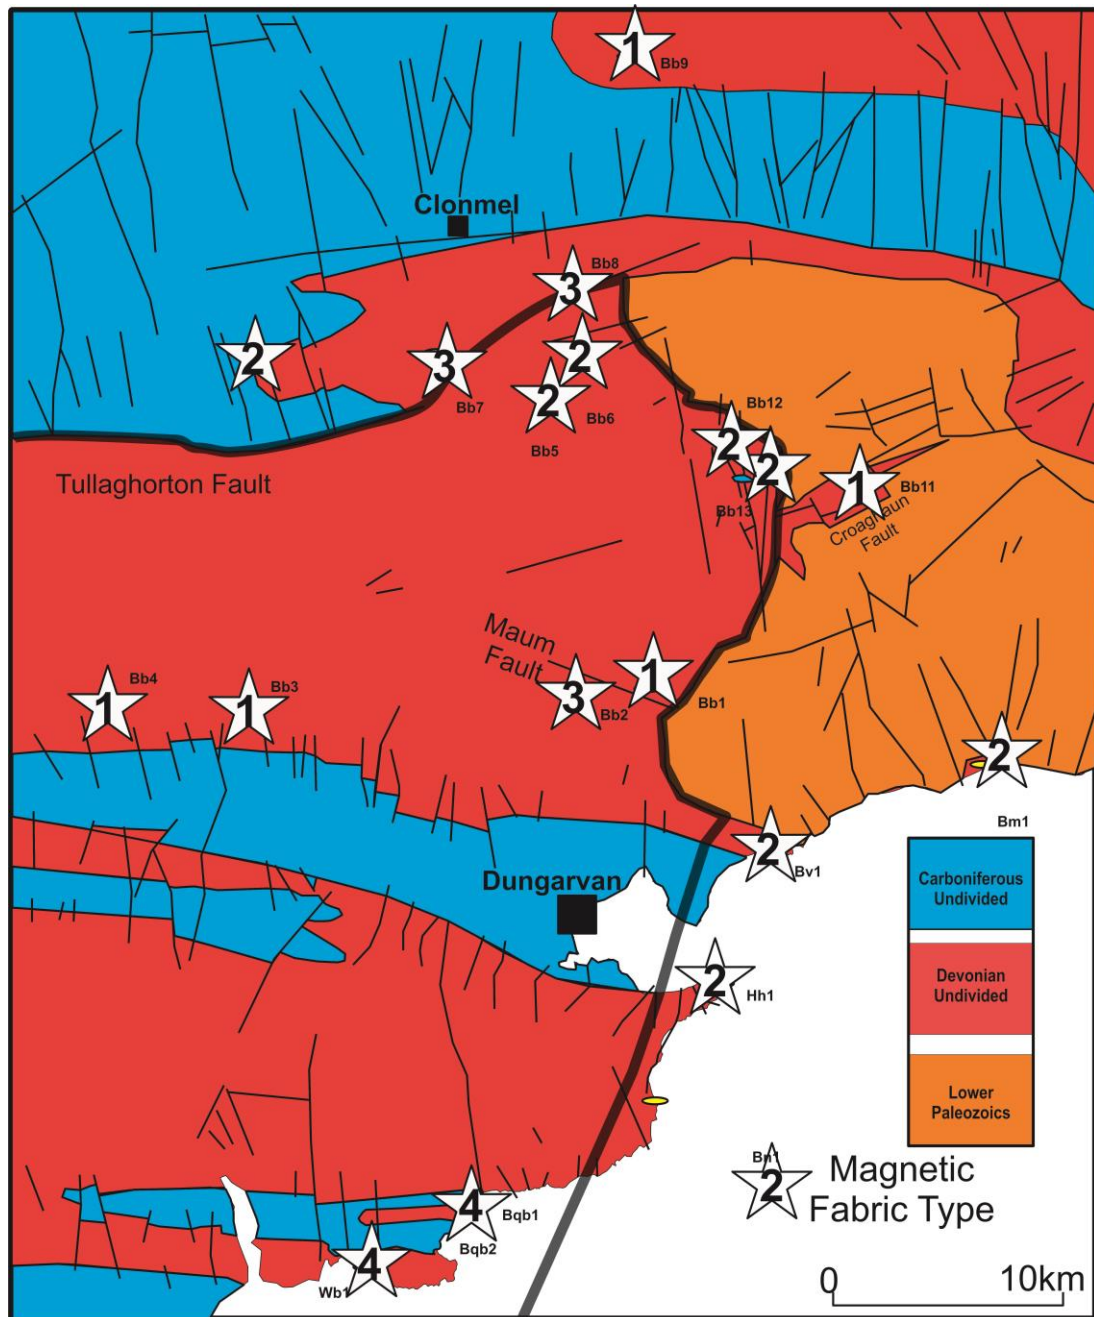 1
Bb9
Clonmel
Bb8
3
2
3
2
Bb7
2
Bb6
Bb5
Bb12
2
2
Bb13
1
Bb11
Tullaghorton Fault
Croaghaun
Fault
Maum
Fault
Bb4
1
Bb3
1
1
3
Bb2
Bb1
2
Bm1
2
Bv1
Dungarvan
2
Hh1
Carboniferous
Undivided
Devonian
Undivided
Lower
Paleozoics
Bn1
2
Magnetic
Fabric Type
4
Bqb1
Bqb2
4
Wb1
0
10km